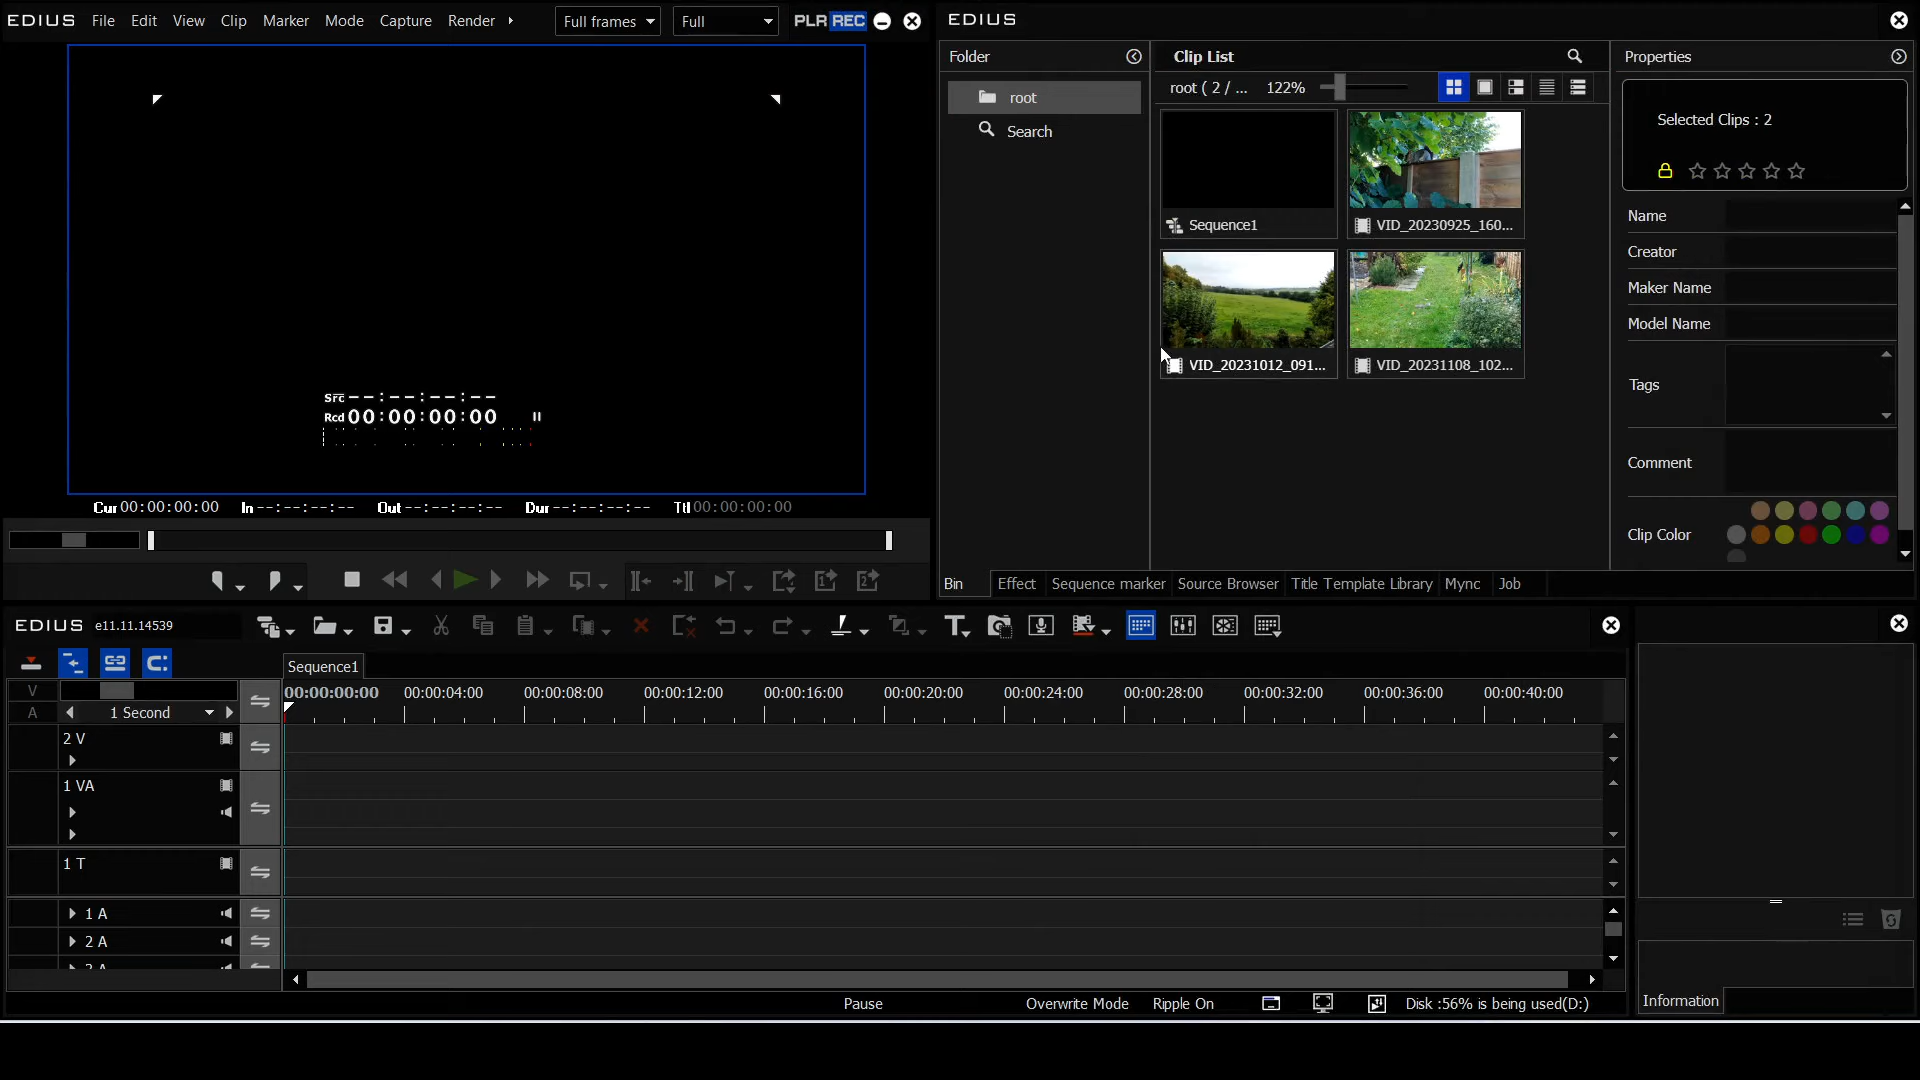 EDIUS File Edit View Clip Marker Mode Capture Render Full frames Full PLR REC
Src --:--:--:--
Rcd 00:00:00:00
Cur 00:00:00:00 In --:--:--:-- Out --:--:--:-- Dur --:--:--:-- Ttl 00:00:00:00
EDIUS
Folder
root
Search
Clip List
root ( 2 / ... 122%
Sequence1
VID_20230925_160...
VID_20231012_091...
VID_20231108_102...
Properties
Selected Clips : 2
Name
Creator
Maker Name
Model Name
Tags
Comment
Clip Color
Bin Effect Sequence marker Source Browser Title Template Library Mync Job
EDIUS e11.11.14539
Sequence1
V
A
1 Second
00:00:00:00 00:00:04:00 00:00:08:00 00:00:12:00 00:00:16:00 00:00:20:00 00:00:24:00 00:00:28:00 00:00:32:00 00:00:36:00 00:00:40:00
2 V
1 VA
1 T
1 A
2 A
3 A
Pause Overwrite Mode Ripple On Disk :56% is being used(D:)
Information